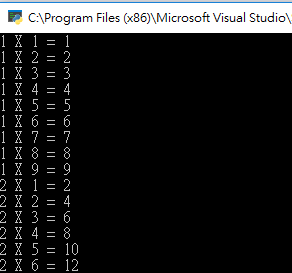 C:\Program Files (x86)\Microsoft Visual Studio\
1 X 1 = 1
1 X 2 = 2
1 X 3 = 3
1 X 4 = 4
1 X 5 = 5
1 X 6 = 6
1 X 7 = 7
1 X 8 = 8
1 X 9 = 9
2 X 1 = 2
2 X 2 = 4
2 X 3 = 6
2 X 4 = 8
2 X 5 = 10
2 X 6 = 12